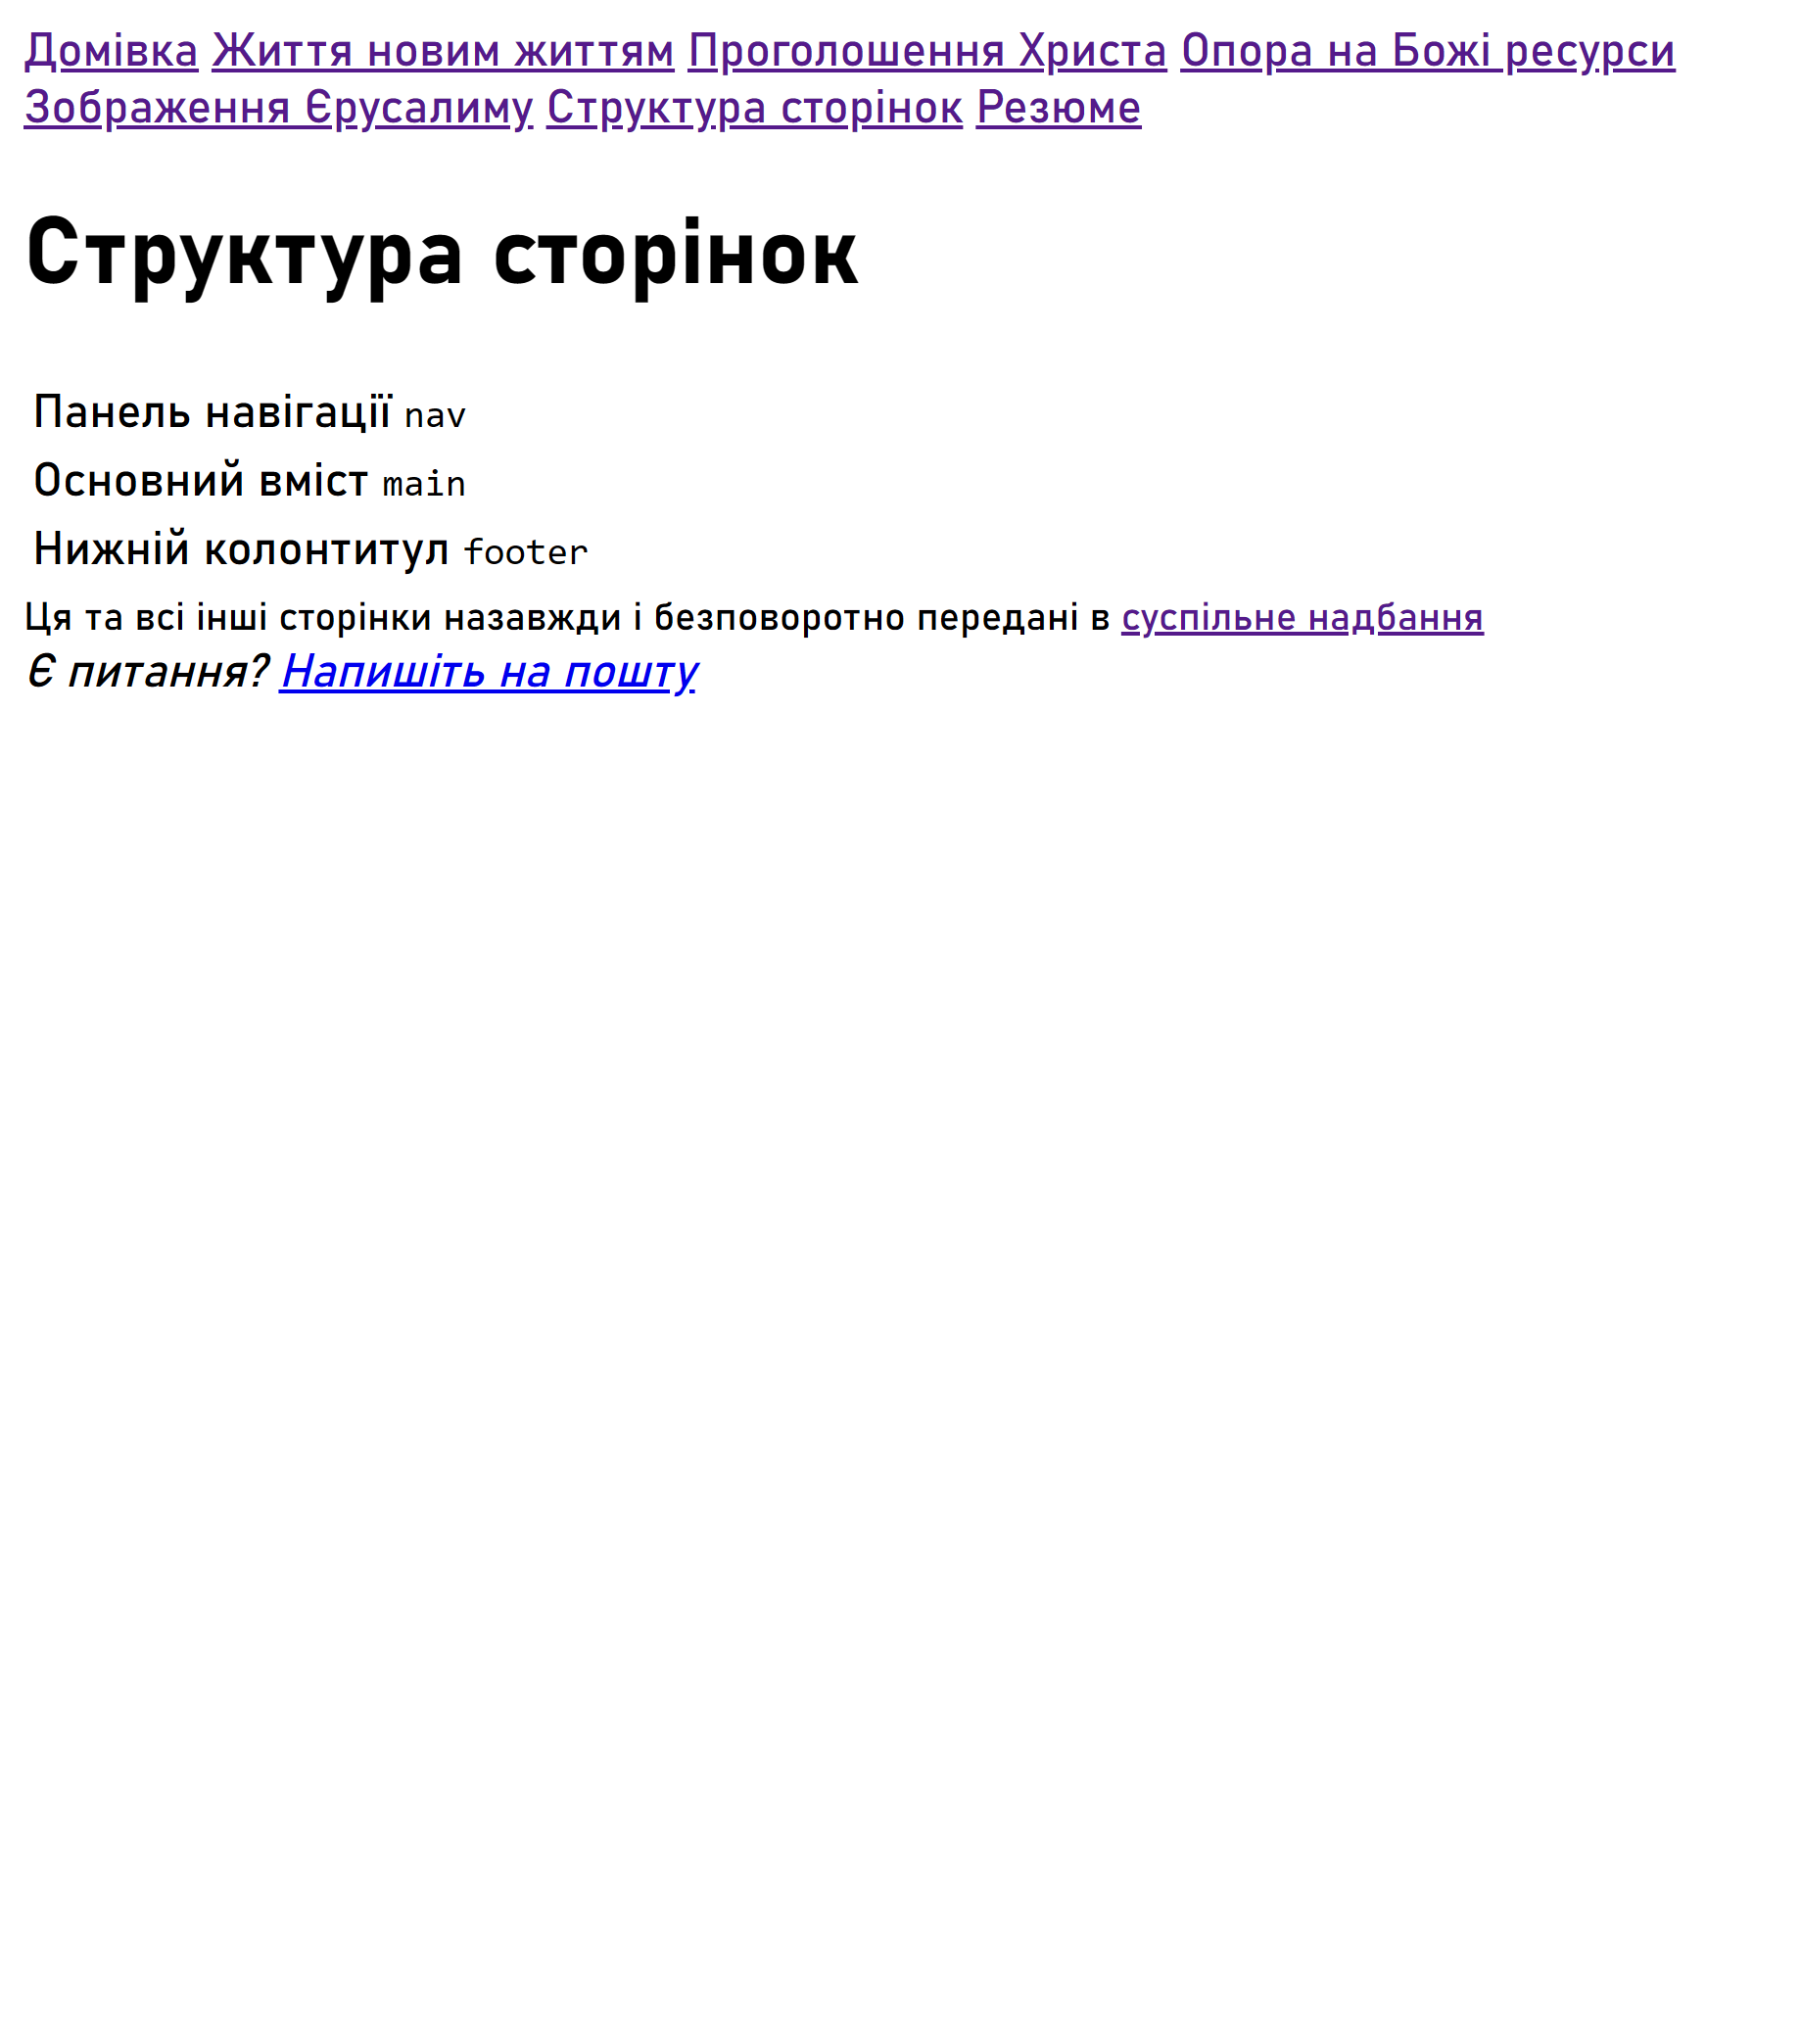 Домівка Життя новим життям Проголошення Христа Опора на Божі ресурси
Зображення Єрусалиму Структура сторінок Резюме
Структура сторінок
Панель навігації nav
Основний вміст main
Нижній колонтитул footer
Ця та всі інші сторінки назавжди і безповоротно передані в суспільне надбання
Є питання? Напишіть на пошту